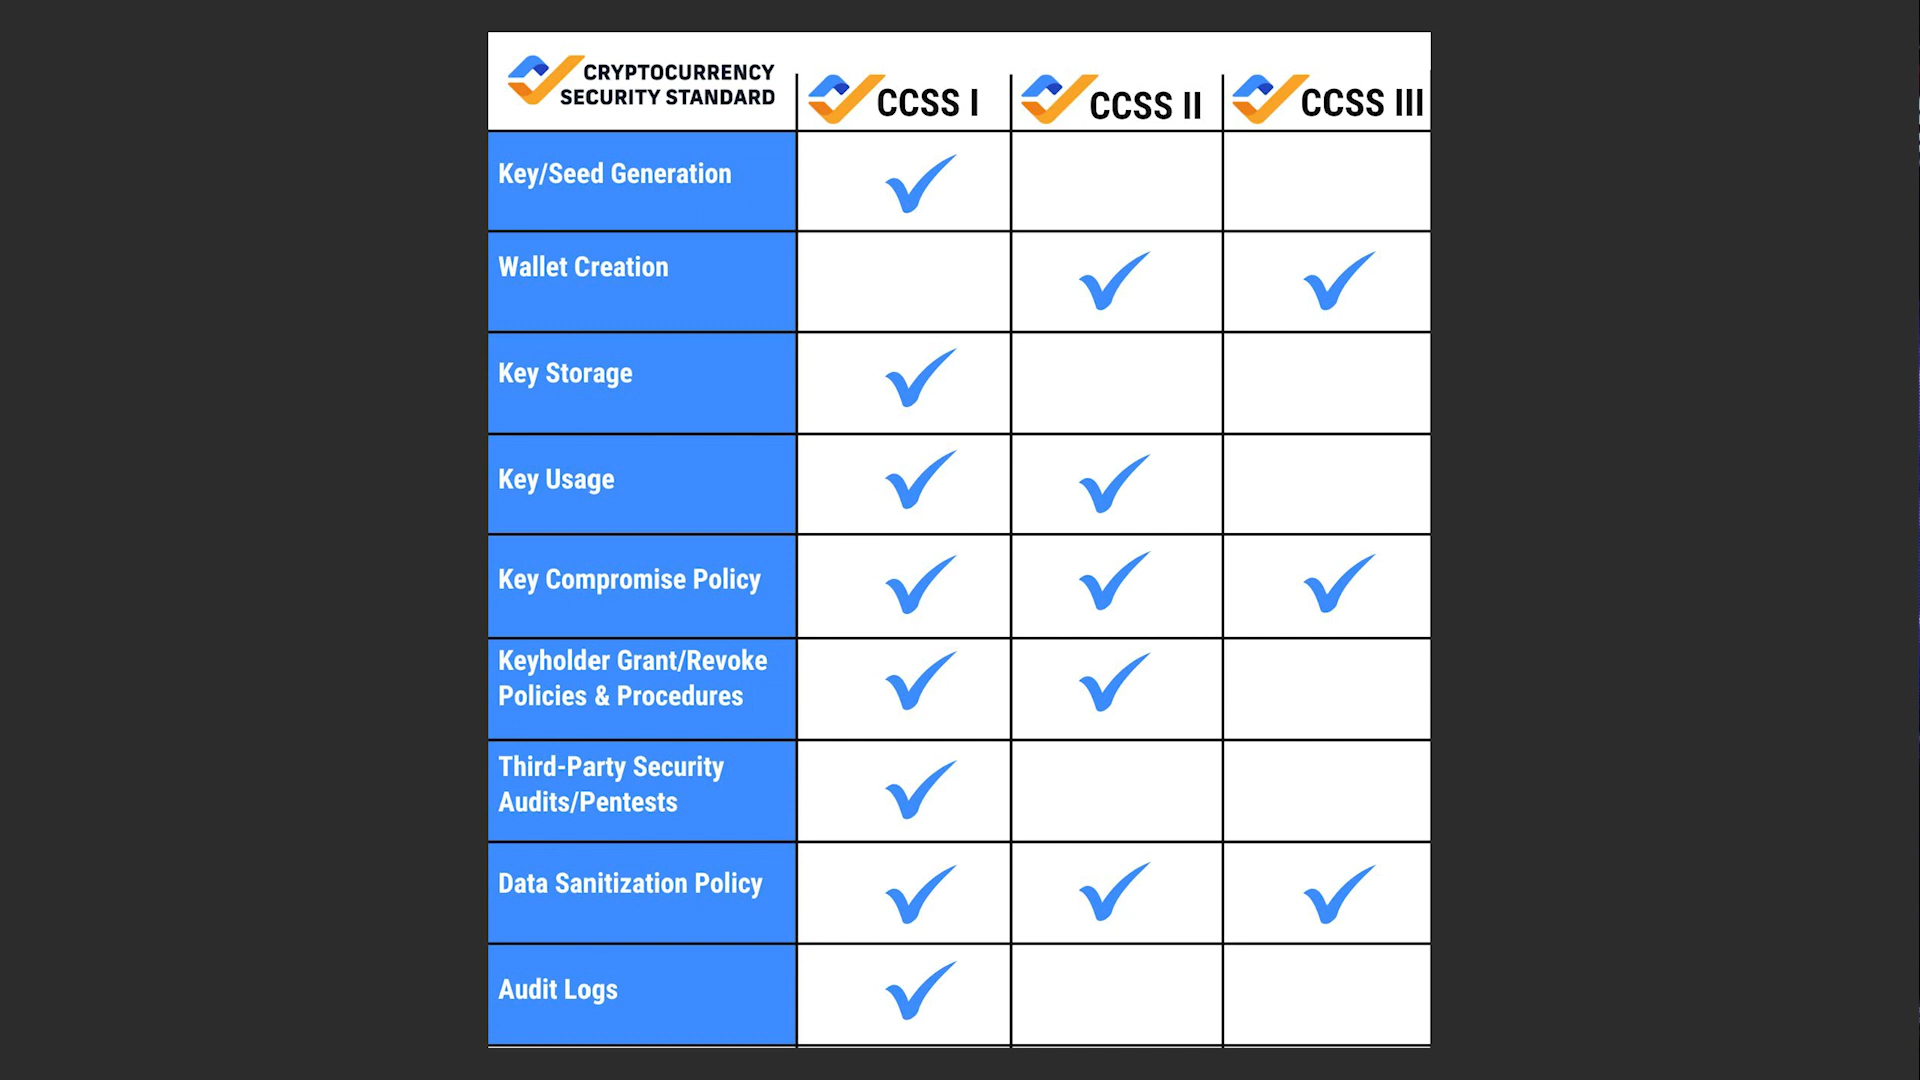 CRYPTOCURRENCY
SECURITY STANDARD
CCSS I
CCSS II
CCSS III
Key/Seed Generation
Wallet Creation
Key Storage
Key Usage
Key Compromise Policy
Keyholder Grant/Revoke
Policies & Procedures
Third-Party Security
Audits/Pentests
Data Sanitization Policy
Audit Logs